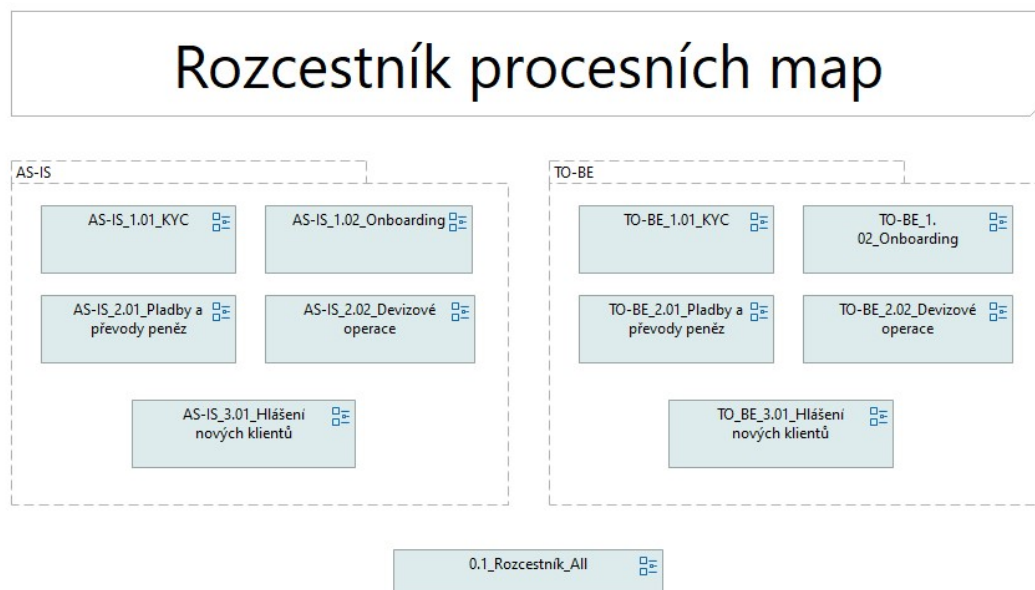 Rozcestník procesních map
AS-IS
AS-IS_1.01_KYC
AS-IS_1.02_Onboarding
AS-IS_2.01_Pladby a
převody peněz
AS-IS_2.02_Devizové
operace
AS-IS_3.01_Hlášení
nových klientů
TO-BE
TO-BE_1.01_KYC
TO-BE_1.
02_Onboarding
TO-BE_2.01_Pladby a
převody peněz
TO-BE_2.02_Devizové
operace
TO_BE_3.01_Hlášení
nových klientů
0.1_Rozcestník_All